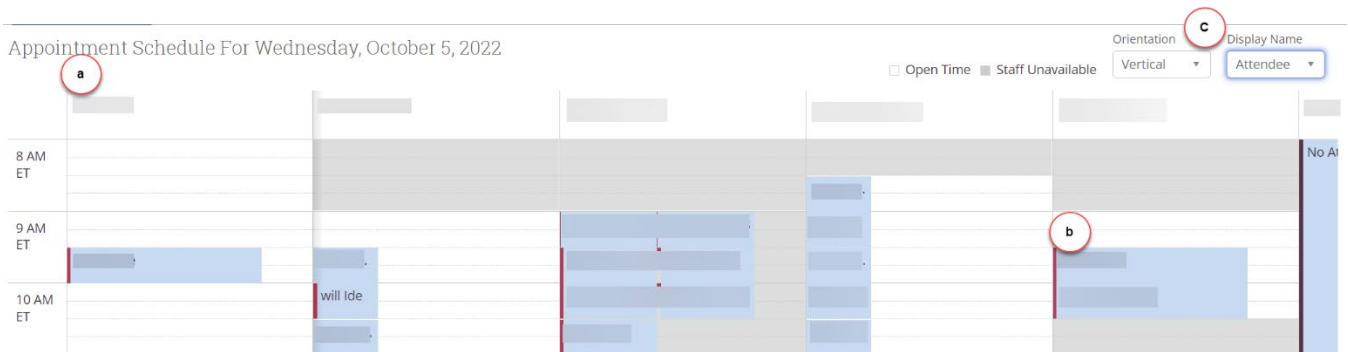 Appointment Schedule For Wednesday, October 5, 2022
a
Open Time
Staff Unavailable
Orientation
Vertical
c
Display Name
Attendee
8 AM
ET
No
9 AM
ET
b
10 AM
ET
will Ide